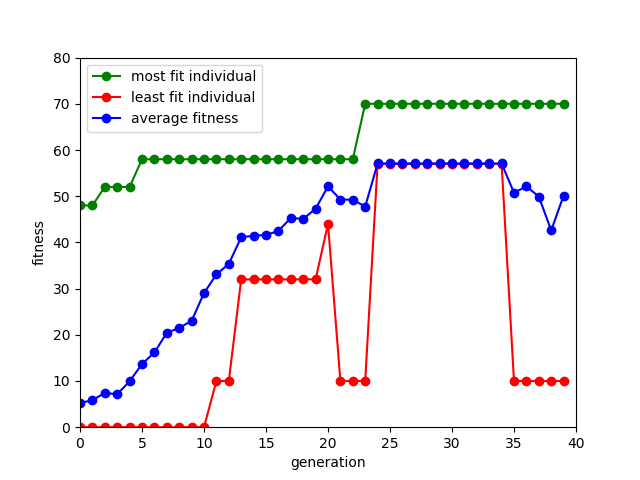 80
70
60
50
40
30
20
10
0
0 5 10 15 20 25 30 35 40
fitness
generation
most fit individual
least fit individual
average fitness